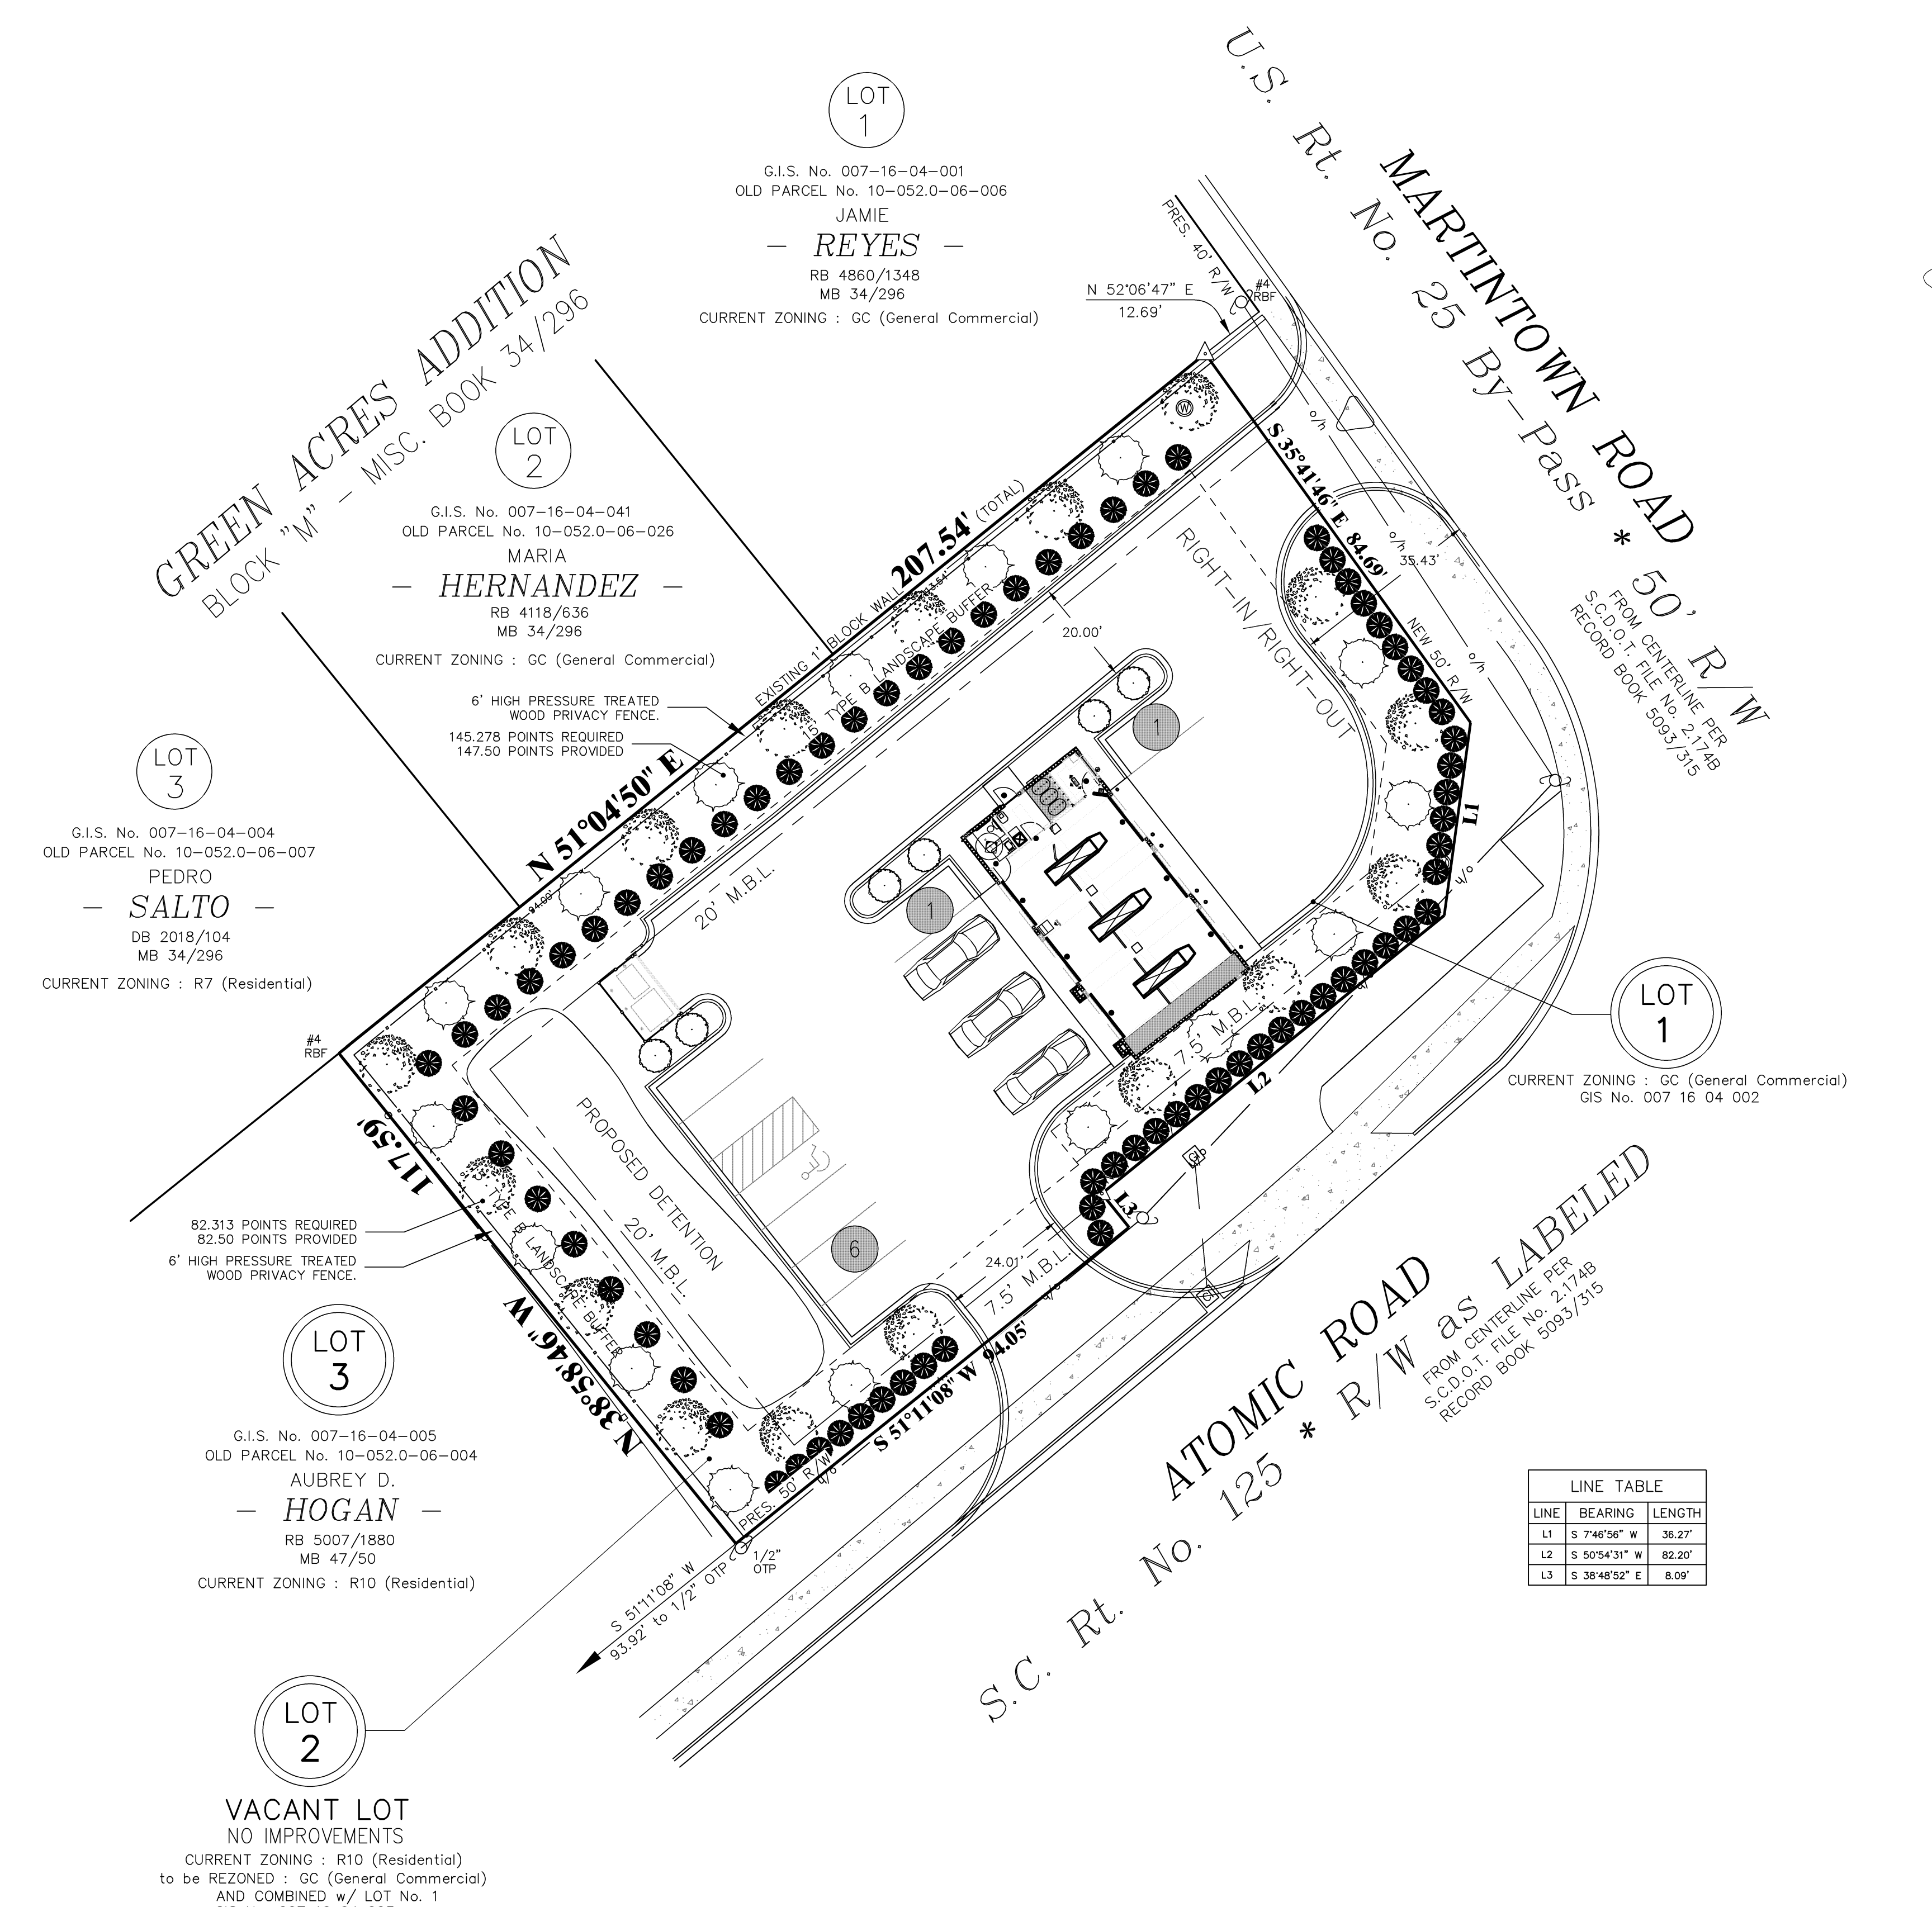 LOT
1
G.I.S. No. 007-16-04-001
OLD PARCEL No. 10-052.0-06-006
JAMIE
- REYES -
RB 4860/1348
MB 34/296
CURRENT ZONING : GC (General Commercial)
U.S. Rt. No. 25 By-Pass * 50' R/W
MARTINTOWN ROAD
FROM CENTERLINE PER
S.C.D.O.T. FILE No. 2.174B
RECORD BOOK 5093/315
PRES. 40' R/W
#4
RBF
N 52°06'47" E
12.69'
GREEN ACRES ADDITION
BLOCK "M" - MISC. BOOK 34/296
LOT
2
G.I.S. No. 007-16-04-041
OLD PARCEL No. 10-052.0-06-026
MARIA
- HERNANDEZ -
RB 4118/636
MB 34/296
CURRENT ZONING : GC (General Commercial)
6' HIGH PRESSURE TREATED
WOOD PRIVACY FENCE.
145.278 POINTS REQUIRED
147.50 POINTS PROVIDED
LOT
3
G.I.S. No. 007-16-04-004
OLD PARCEL No. 10-052.0-06-007
PEDRO
- SALTO -
DB 2018/104
MB 34/296
CURRENT ZONING : R7 (Residential)
#4
RBF
N 51°04'50" E
207.54' (TOTAL)
EXISTING 1' BLOCK WALL
15' TYPE B LANDSCAPE BUFFER
W
S 35°41'46" E 84.69'
o/h
o/h
o/h
35.43'
NEW 50' R/W
RIGHT-IN/RIGHT-OUT
20.00'
20' M.B.L.
1
1
6
L1
L2
L3
7.5' M.B.L.
LOT
1
CURRENT ZONING : GC (General Commercial)
GIS No. 007 16 04 002
117.59'
N 38°58'46" W
TYPE B LANDSCAPE BUFFER
PROPOSED DETENTION
20' M.B.L.
82.313 POINTS REQUIRED
82.50 POINTS PROVIDED
6' HIGH PRESSURE TREATED
WOOD PRIVACY FENCE.
24.01'
7.5' M.B.L.
S 51°11'08" W 94.05'
PRES. 50' R/W
1/2"
OTP
S 51°11'08" W
93.92' to 1/2" OTP
LOT
3
G.I.S. No. 007-16-04-005
OLD PARCEL No. 10-052.0-06-004
AUBREY D.
- HOGAN -
RB 5007/1880
MB 47/50
CURRENT ZONING : R10 (Residential)
ATOMIC ROAD
S.C. Rt. No. 125 * R/W as LABELED
FROM CENTERLINE PER
S.C.D.O.T. FILE No. 2.174B
RECORD BOOK 5093/315
LINE TABLE
LINE BEARING LENGTH
L1 S 7°46'56" W 36.27'
L2 S 50°54'31" W 82.20'
L3 S 38°48'52" E 8.09'
LOT
2
VACANT LOT
NO IMPROVEMENTS
CURRENT ZONING : R10 (Residential)
to be REZONED : GC (General Commercial)
AND COMBINED w/ LOT No. 1